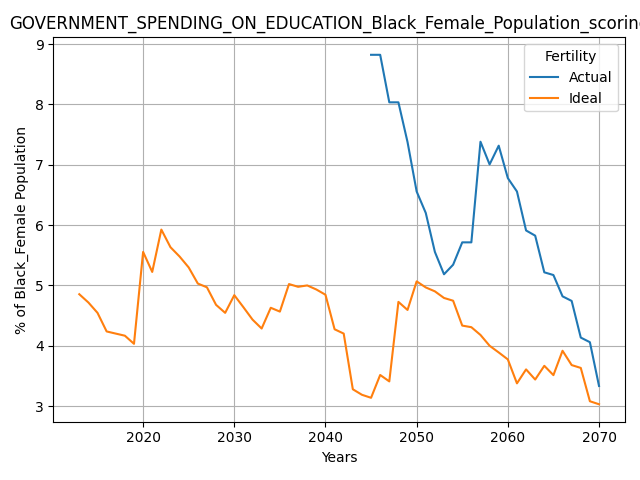 GOVERNMENT_SPENDING_ON_EDUCATION_Black_Female_Population_scoring
Fertility
Actual
Ideal
% of Black_Female Population
9
8
7
6
5
4
3
2020 2030 2040 2050 2060 2070
Years